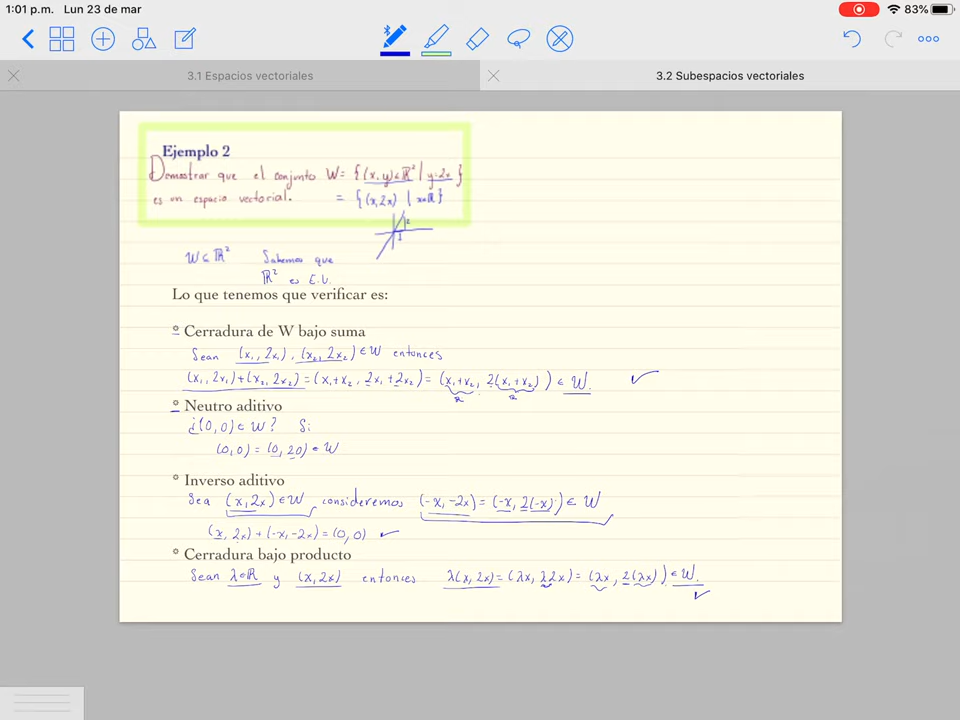 1:01 p.m. Lun 23 de mar 83%
3.1 Espacios vectoriales 3.2 Subespacios vectoriales
Ejemplo 2
Demostrar que el conjunto W = { (x, y) ∈ ℝ² | y = 2x }
es un espacio vectorial. = { (x, 2x) | x ∈ ℝ }
2
1
W ⊂ ℝ² Sabemos que
ℝ² es E.V.
Lo que tenemos que verificar es:
° Cerradura de W bajo suma
Sean (x₁, 2x₁), (x₂, 2x₂) ∈ W entonces
(x₁, 2x₁) + (x₂, 2x₂) = (x₁+x₂, 2x₁+2x₂) = (x₁+x₂, 2(x₁+x₂)) ∈ W. ✓
ℝ ℝ
° Neutro aditivo
¿(0,0) ∈ W? Si
(0,0) = (0, 2·0) ∈ W
° Inverso aditivo
Sea (x, 2x) ∈ W consideremos (-x, -2x) = (-x, 2(-x)) ∈ W
(x, 2x) + (-x, -2x) = (0, 0) ✓
° Cerradura bajo producto
Sean λ ∈ ℝ y (x, 2x) entonces λ(x, 2x) = (λx, λ2x) = (λx, 2(λx)) ∈ W. ✓